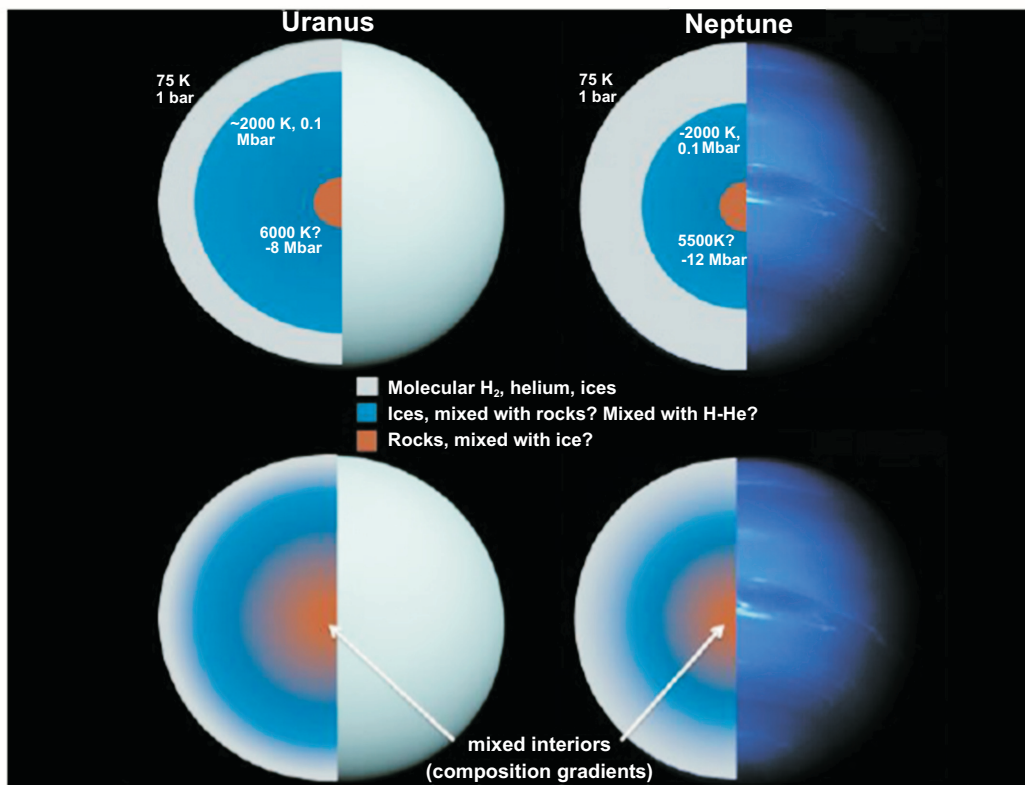 Uranus
Neptune
75 K
1 bar
~2000 K, 0.1
Mbar
6000 K?
-8 Mbar
75 K
1 bar
-2000 K,
0.1 Mbar
5500K?
-12 Mbar
Molecular H₂, helium, ices
Ices, mixed with rocks? Mixed with H-He?
Rocks, mixed with ice?
mixed interiors
(composition gradients)